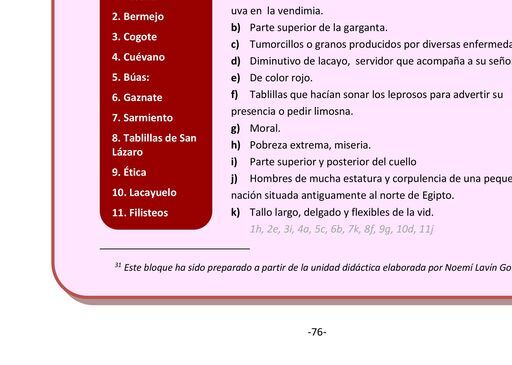 2. Bermejo
3. Cogote
4. Cuévano
5. Búas:
6. Gaznate
7. Sarmiento
8. Tablillas de San
Lázaro
9. Ética
10. Lacayuelo
11. Filisteos
uva en la vendimia.
b) Parte superior de la garganta.
c) Tumorcillos o granos producidos por diversas enfermeda
d) Diminutivo de lacayo, servidor que acompaña a su seño
e) De color rojo.
f) Tablillas que hacían sonar los leprosos para advertir su
presencia o pedir limosna.
g) Moral.
h) Pobreza extrema, miseria.
i) Parte superior y posterior del cuello
j) Hombres de mucha estatura y corpulencia de una peque
nación situada antiguamente al norte de Egipto.
k) Tallo largo, delgado y flexibles de la vid.
1h, 2e, 3i, 4a, 5c, 6b, 7k, 8f, 9g, 10d, 11j
31 Este bloque ha sido preparado a partir de la unidad didáctica elaborada por Noemí Lavín Go
-76-